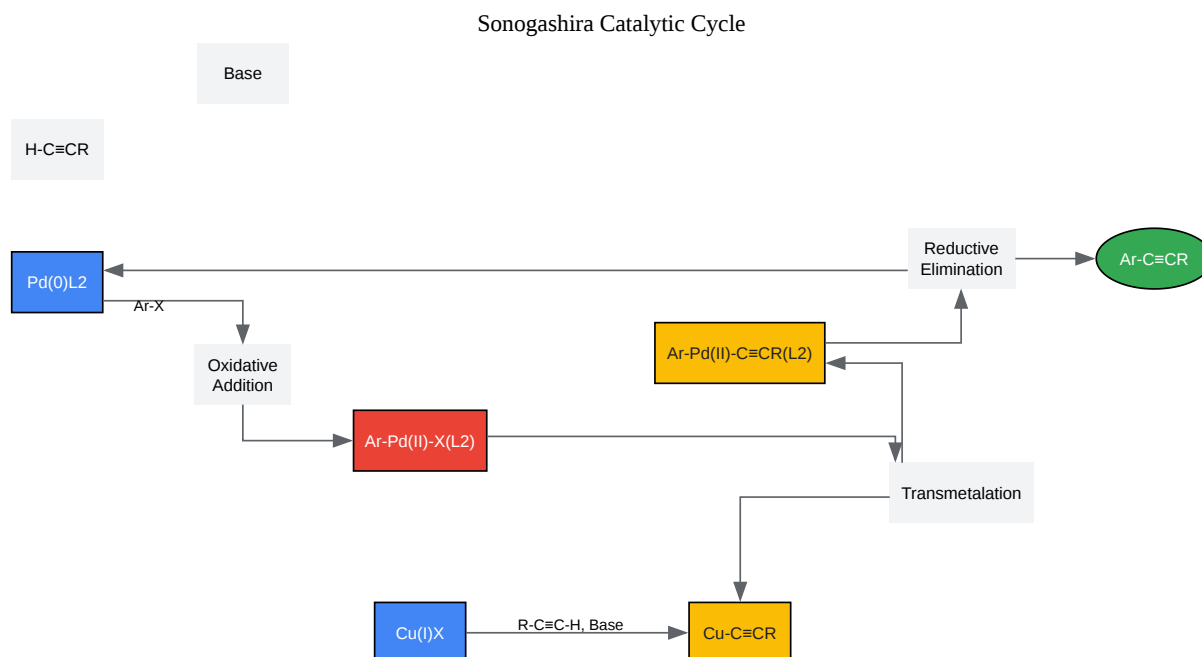 Sonogashira Catalytic Cycle
Base
H-C≡CR
Reductive
Elimination
Ar-C≡CR
Pd(0)L2
Ar-X
Ar-Pd(II)-C≡CR(L2)
Oxidative
Addition
Ar-Pd(II)-X(L2)
Transmetalation
Cu(I)X
R-C≡C-H, Base
Cu-C≡CR